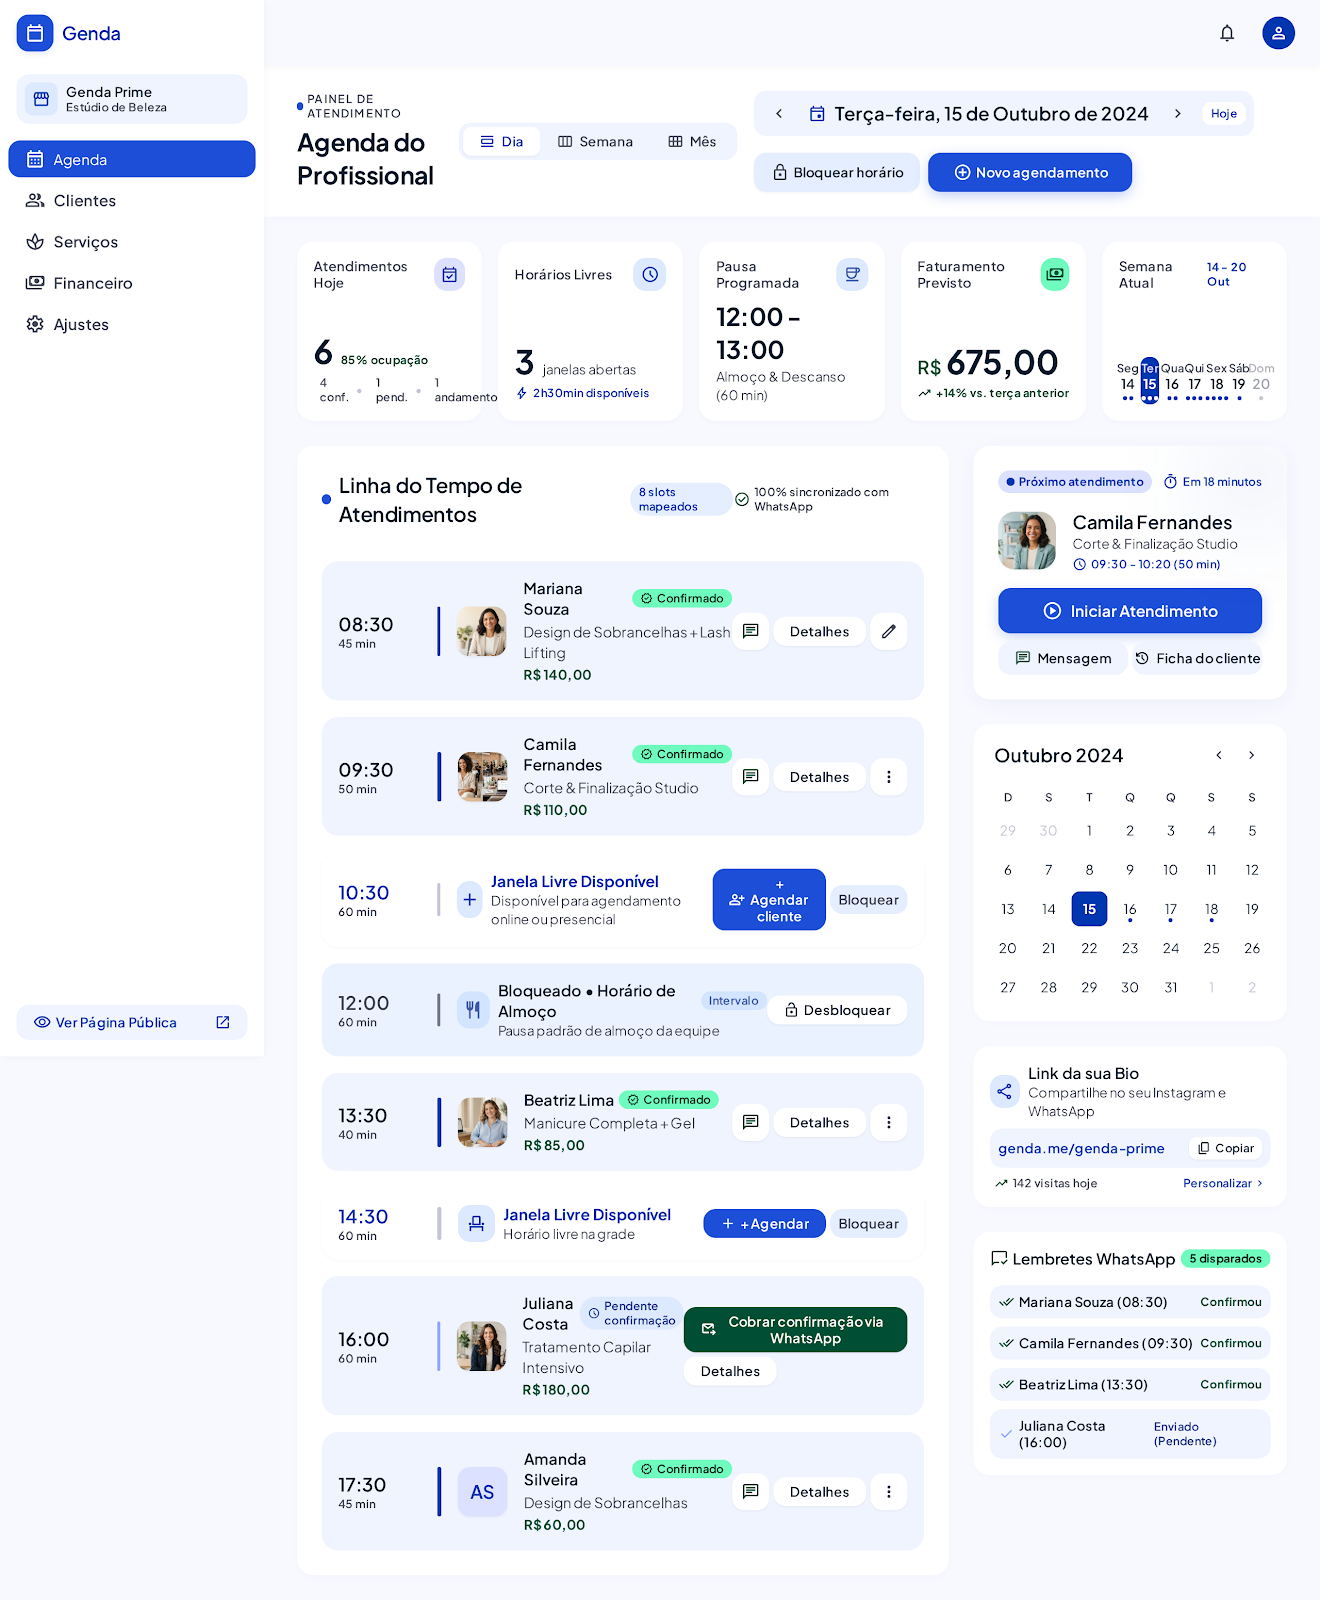 Genda
Genda Prime
Estúdio de Beleza
Agenda
Clientes
Serviços
Financeiro
Ajustes
Ver Página Pública
PAINEL DE
ATENDIMENTO
Agenda do
Profissional
Dia
Semana
Mês
Terça-feira, 15 de Outubro de 2024
Hoje
Bloquear horário
Novo agendamento
Atendimentos
Hoje
6 85% ocupação
4
conf.
•
1
pend.
•
1
andamento
Horários Livres
3 janelas abertas
2h30min disponíveis
Pausa
Programada
12:00 –
13:00
Almoço & Descanso
(60 min)
Faturamento
Previsto
R$ 675,00
+14% vs. terça anterior
Semana
Atual
14 - 20
Out
Seg Ter Qua Qui Sex Sáb Dom
14 15 16 17 18 19 20
Linha do Tempo de
Atendimentos
8 slots
mapeados
100% sincronizado com
WhatsApp
08:30
45 min
Mariana
Souza
Confirmado
Design de Sobrancelhas + Lash
Lifting
R$ 140,00
Detalhes
09:30
50 min
Camila
Fernandes
Confirmado
Corte & Finalização Studio
R$ 110,00
Detalhes
10:30
60 min
Janela Livre Disponível
Disponível para agendamento
online ou presencial
+
Agendar
cliente
Bloquear
12:00
60 min
Bloqueado • Horário de
Almoço
Intervalo
Pausa padrão de almoço da equipe
Desbloquear
13:30
40 min
Beatriz Lima
Confirmado
Manicure Completa + Gel
R$ 85,00
Detalhes
14:30
60 min
Janela Livre Disponível
Horário livre na grade
+ Agendar
Bloquear
16:00
60 min
Juliana
Costa
Pendente
confirmação
Tratamento Capilar
Intensivo
R$ 180,00
Cobrar confirmação via
WhatsApp
Detalhes
17:30
45 min
AS
Amanda
Silveira
Confirmado
Design de Sobrancelhas
R$ 60,00
Detalhes
Próximo atendimento
Em 18 minutos
Camila Fernandes
Corte & Finalização Studio
09:30 - 10:20 (50 min)
Iniciar Atendimento
Mensagem
Ficha do cliente
Outubro 2024
D S T Q Q S S
29 30 1 2 3 4 5
6 7 8 9 10 11 12
13 14 15 16 17 18 19
20 21 22 23 24 25 26
27 28 29 30 31 1 2
Link da sua Bio
Compartilhe no seu Instagram e
WhatsApp
genda.me/genda-prime
Copiar
142 visitas hoje
Personalizar
Lembretes WhatsApp
5 disparados
Mariana Souza (08:30)
Confirmou
Camila Fernandes (09:30)
Confirmou
Beatriz Lima (13:30)
Confirmou
Juliana Costa
(16:00)
Enviado
(Pendente)